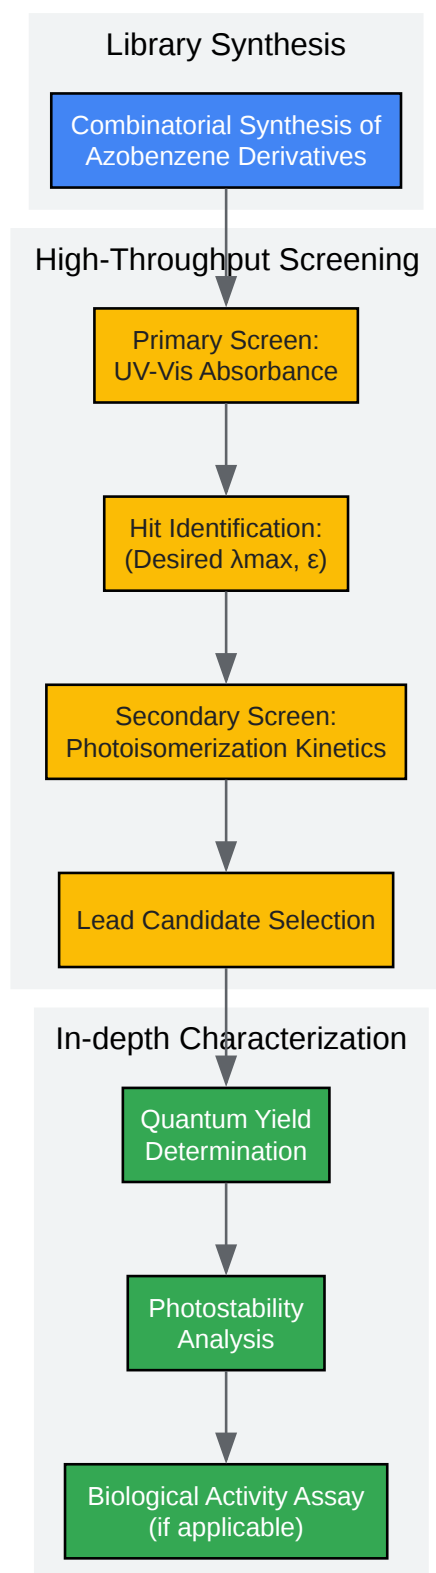 Library Synthesis
Combinatorial Synthesis of
Azobenzene Derivatives
High-Throughput Screening
Primary Screen:
UV-Vis Absorbance
Hit Identification:
(Desired λmax, ε)
Secondary Screen:
Photoisomerization Kinetics
Lead Candidate Selection
In-depth Characterization
Quantum Yield
Determination
Photostability
Analysis
Biological Activity Assay
(if applicable)